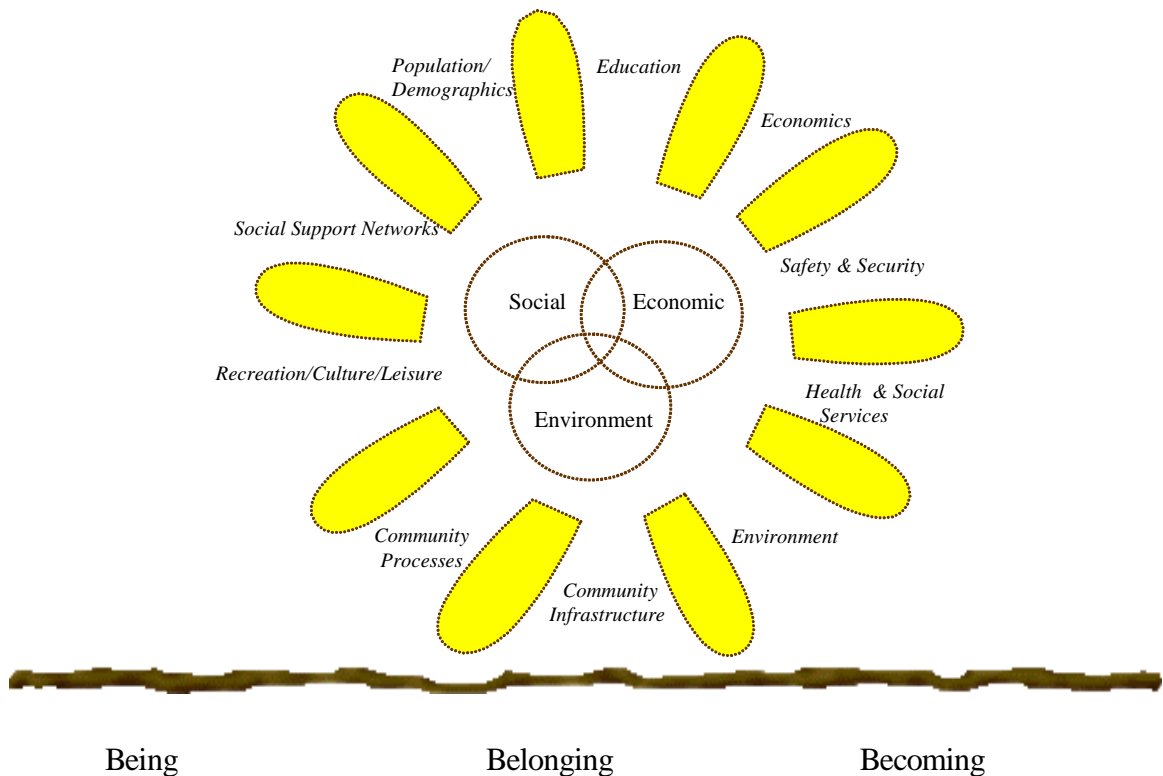 Population/
Demographics
Education
Economics
Social Support Networks
Safety & Security
Social
Economic
Recreation/Culture/Leisure
Health & Social
Services
Environment
Community
Processes
Environment
Community
Infrastructure
Being
Belonging
Becoming